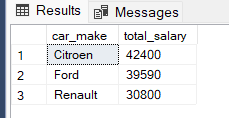 Results Messages
car_make total_salary
1 Citroen 42400
2 Ford 39590
3 Renault 30800